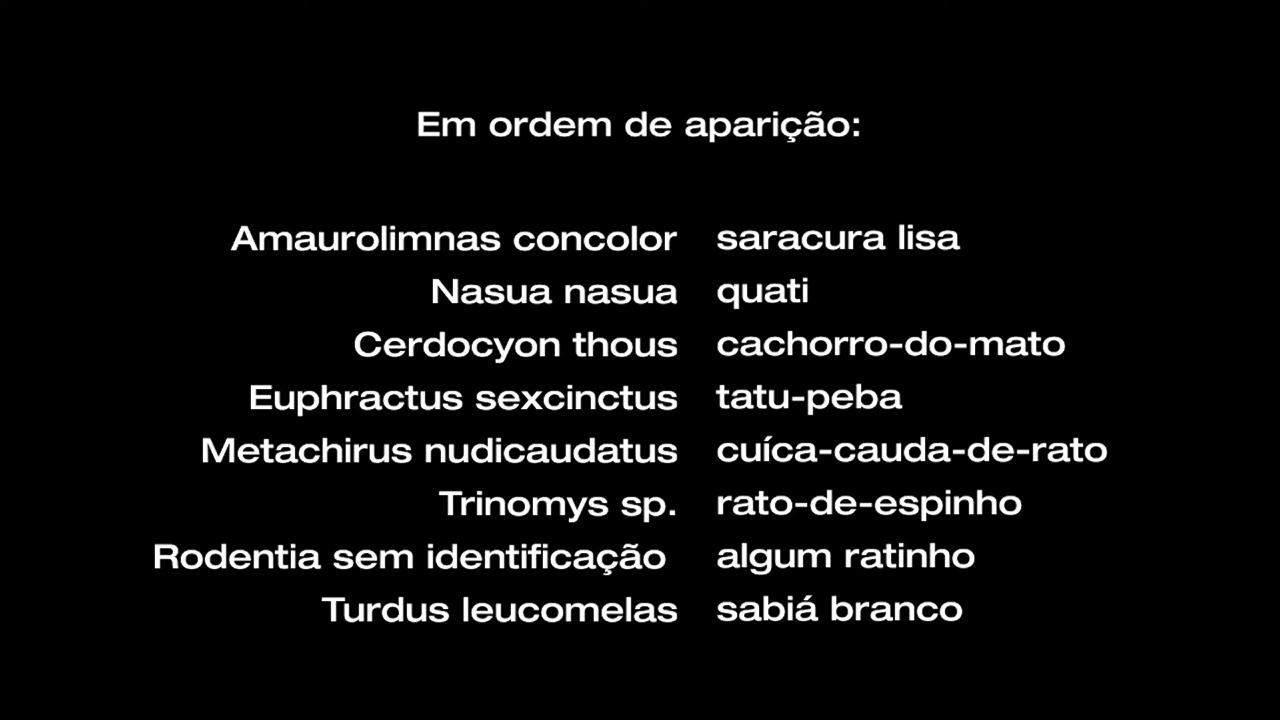 Em ordem de aparição:
Amaurolimnas concolor saracura lisa
Nasua nasua quati
Cerdocyon thous cachorro-do-mato
Euphractus sexcinctus tatu-peba
Metachirus nudicaudatus cuíca-cauda-de-rato
Trinomys sp. rato-de-espinho
Rodentia sem identificação algum ratinho
Turdus leucomelas sabiá branco